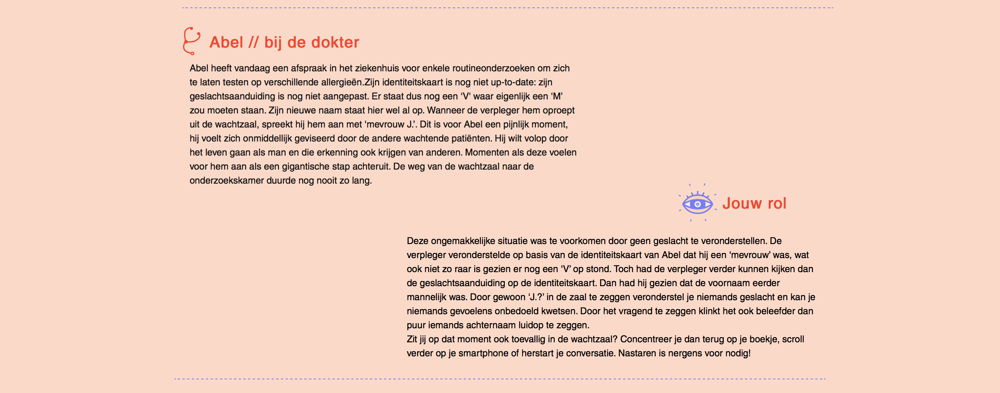 Abel // bij de dokter
Abel heeft vandaag een afspraak in het ziekenhuis voor enkele routineonderzoeken om zich
te laten testen op verschillende allergieën.Zijn identiteitskaart is nog niet up-to-date: zijn
geslachtsaanduiding is nog niet aangepast. Er staat dus nog een ‘V' waar eigenlijk een ‘M’
zou moeten staan. Zijn nieuwe naam staat hier wel al op. Wanneer de verpleger hem oproept
uit de wachtzaal, spreekt hij hem aan met ‘mevrouw J.’. Dit is voor Abel een pijnlijk moment,
hij voelt zich onmiddellijk geviseerd door de andere wachtende patiënten. Hij wilt volop door
het leven gaan als man en die erkenning ook krijgen van anderen. Momenten als deze voelen
voor hem aan als een gigantische stap achteruit. De weg van de wachtzaal naar de
onderzoekskamer duurde nog nooit zo lang.
Jouw rol
Deze ongemakkelijke situatie was te voorkomen door geen geslacht te veronderstellen. De
verpleger veronderstelde op basis van de identiteitskaart van Abel dat hij een ‘mevrouw’ was, wat
ook niet zo raar is gezien er nog een ‘V’ op stond. Toch had de verpleger verder kunnen kijken dan
de geslachtsaanduiding op de identiteitskaart. Dan had hij gezien dat de voornaam eerder
mannelijk was. Door gewoon ‘J.?’ in de zaal te zeggen veronderstel je niemands geslacht en kan je
niemands gevoelens onbedoeld kwetsen. Door het vragend te zeggen klinkt het ook beleefder dan
puur iemands achternaam luidop te zeggen.
Zit jij op dat moment ook toevallig in de wachtzaal? Concentreer je dan terug op je boekje, scroll
verder op je smartphone of herstart je conversatie. Nastaren is nergens voor nodig!